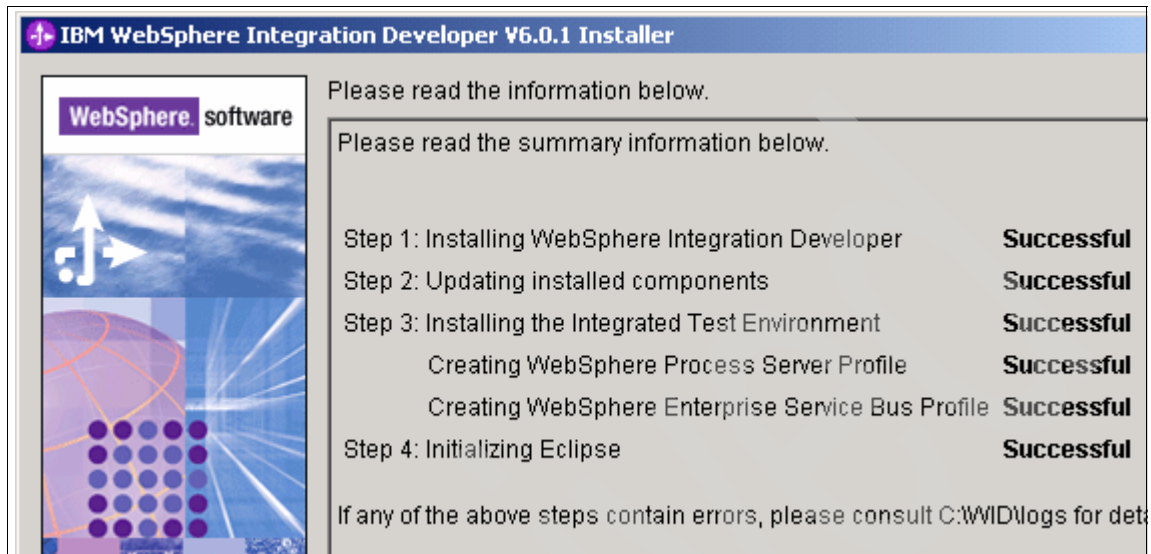 IBM WebSphere Integration Developer V6.0.1 Installer
WebSphere. software
Please read the information below.
Please read the summary information below.
Step 1: Installing WebSphere Integration Developer Successful
Step 2: Updating installed components Successful
Step 3: Installing the Integrated Test Environment Successful
Creating WebSphere Process Server Profile Successful
Creating WebSphere Enterprise Service Bus Profile Successful
Step 4: Initializing Eclipse Successful
If any of the above steps contain errors, please consult C:\WID\logs for